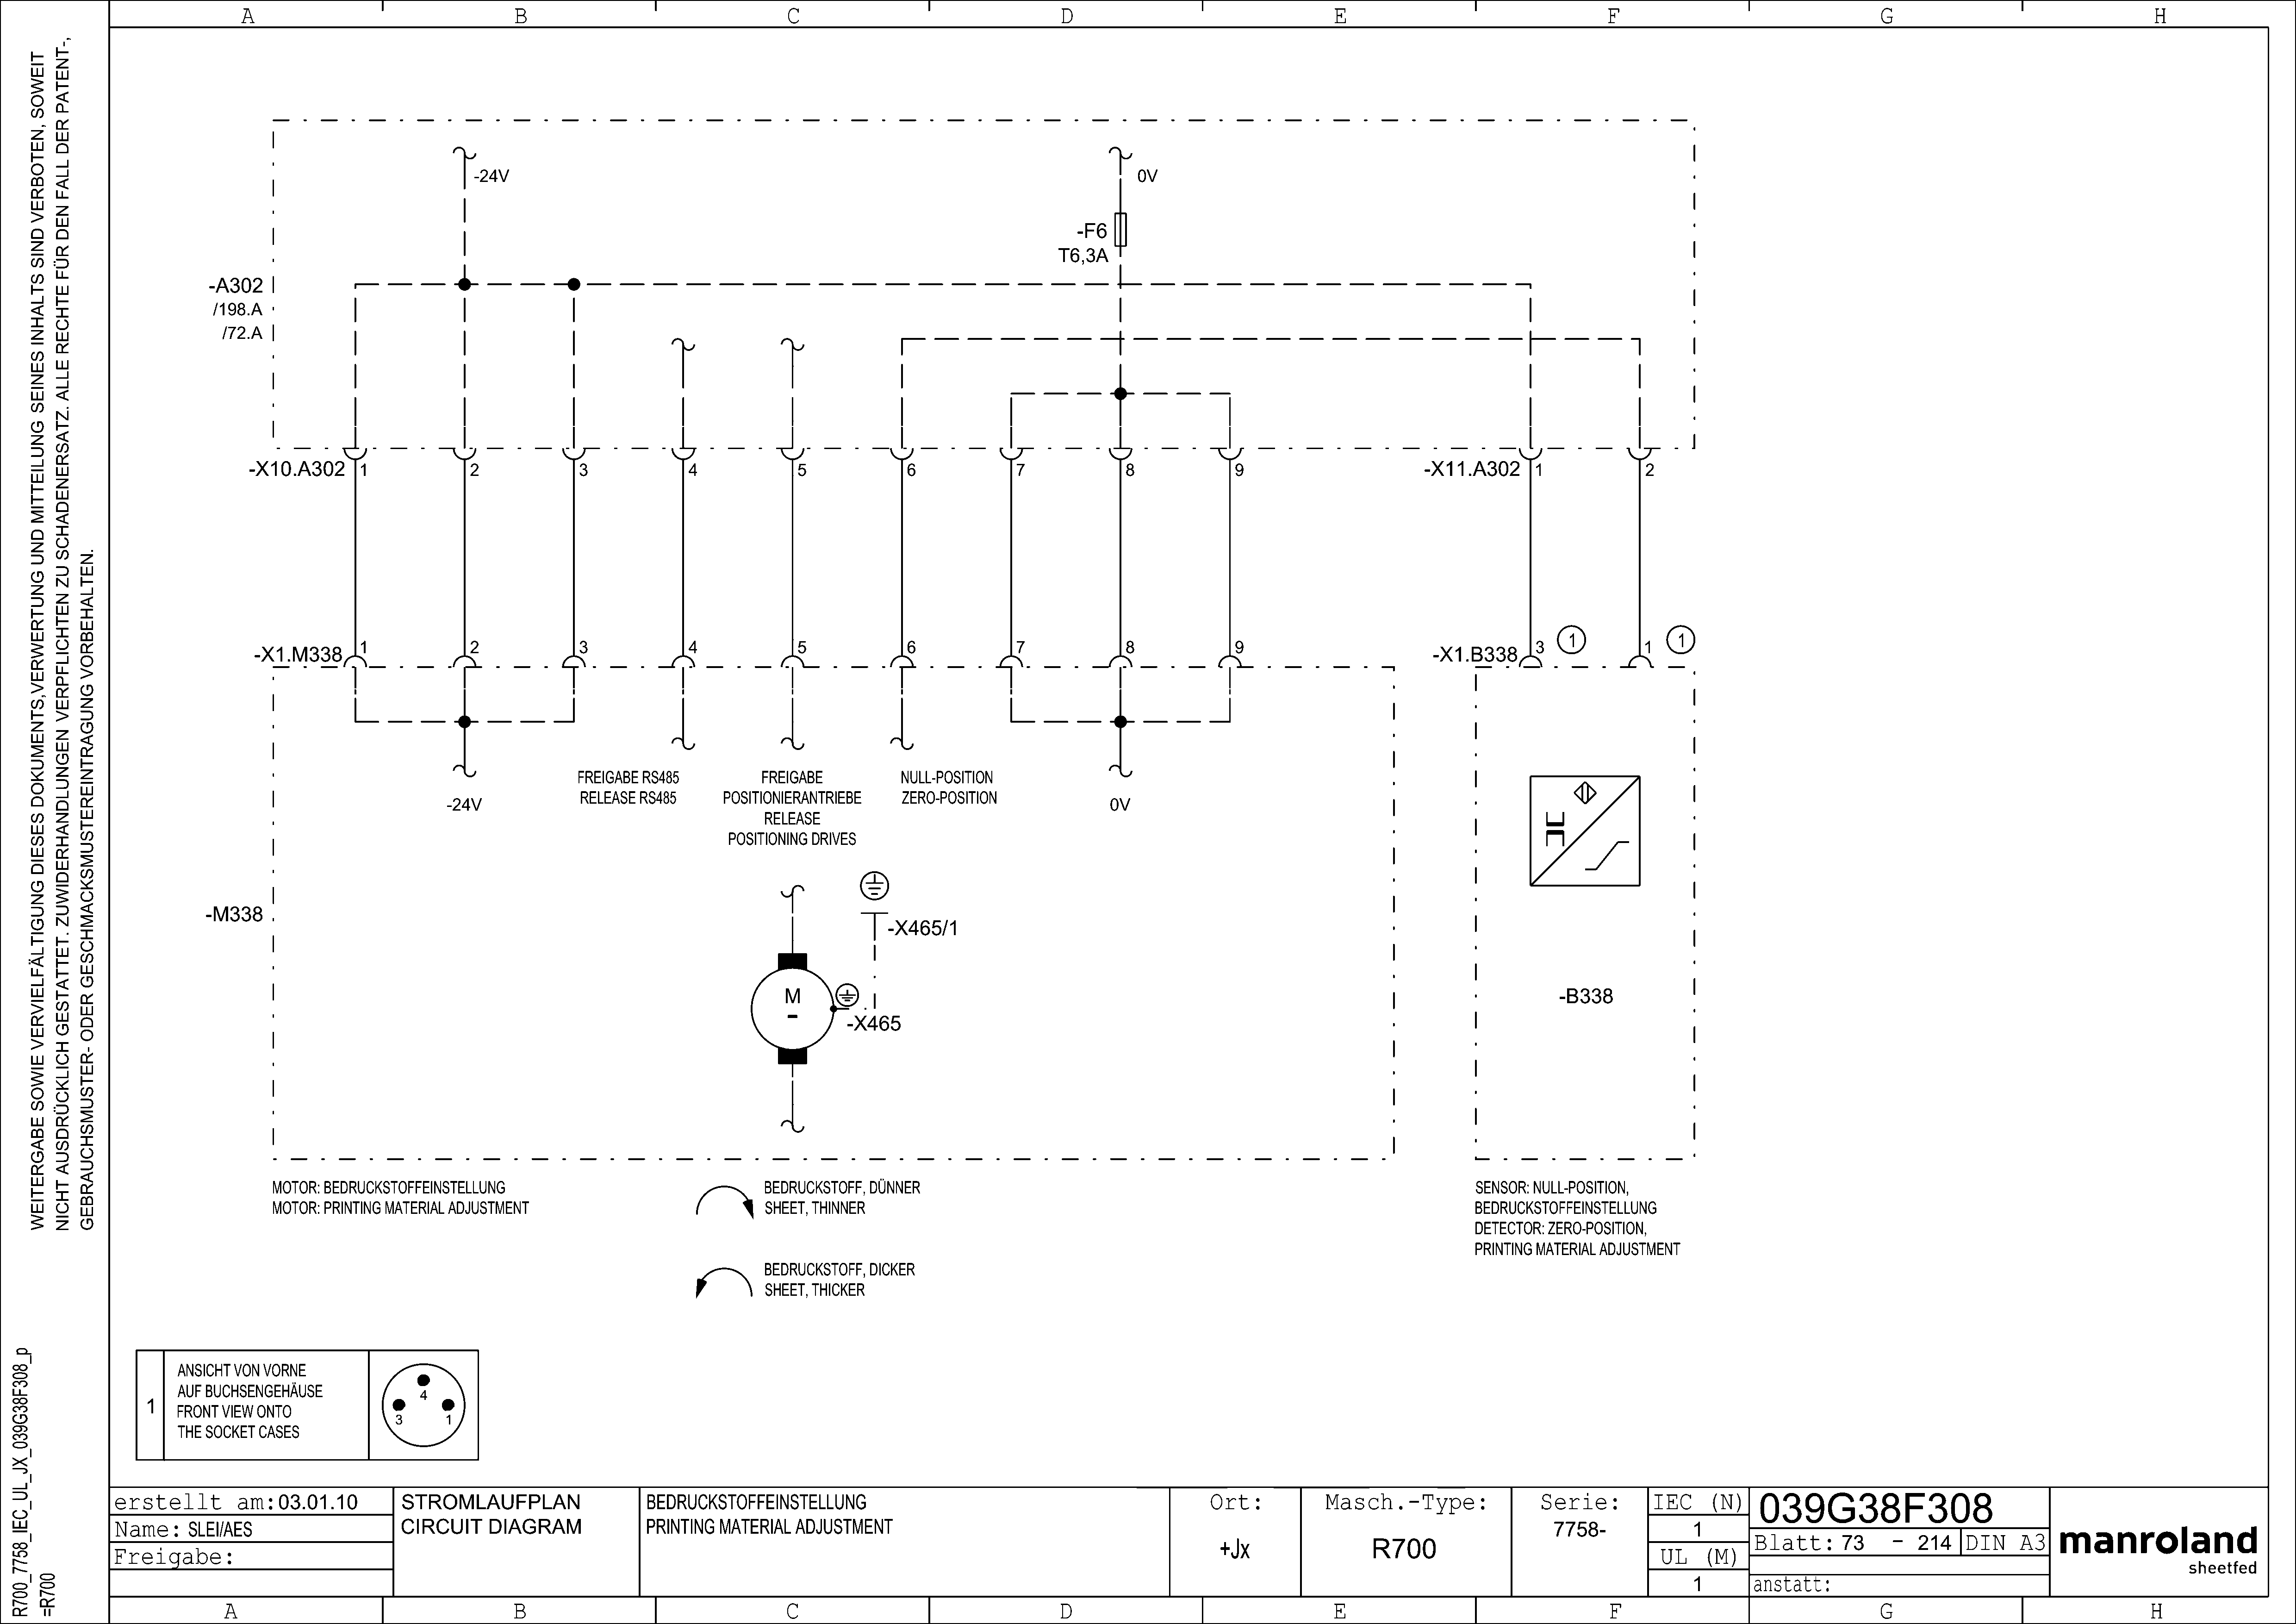 A B C D E F G H
WEITERGABE SOWIE VERVIELFÄLTIGUNG DIESES DOKUMENTS,VERWERTUNG UND MITTEILUNG SEINES INHALTS SIND VERBOTEN, SOWEIT
NICHT AUSDRÜCKLICH GESTATTET. ZUWIDERHANDLUNGEN VERPFLICHTEN ZU SCHADENERSATZ. ALLE RECHTE FÜR DEN FALL DER PATENT-,
GEBRAUCHSMUSTER- ODER GESCHMACKSMUSTEREINTRAGUNG VORBEHALTEN.
R700_7758_IEC_UL_JX_039G38F308_p
=R700
-24V
0V
-F6
T6,3A
-A302
/198.A
/72.A
-X10.A302 1 2 3 4 5 6 7 8 9
-X11.A302 1 2
-X1.M338 1 2 3 4 5 6 7 8 9
-X1.B338 3 1 1 1
-24V
FREIGABE RS485
RELEASE RS485
FREIGABE
POSITIONIERANTRIEBE
RELEASE
POSITIONING DRIVES
NULL-POSITION
ZERO-POSITION
0V
-M338
-X465/1
M
-
-X465
-B338
MOTOR: BEDRUCKSTOFFEINSTELLUNG
MOTOR: PRINTING MATERIAL ADJUSTMENT
BEDRUCKSTOFF, DÜNNER
SHEET, THINNER
BEDRUCKSTOFF, DICKER
SHEET, THICKER
SENSOR: NULL-POSITION,
BEDRUCKSTOFFEINSTELLUNG
DETECTOR: ZERO-POSITION,
PRINTING MATERIAL ADJUSTMENT
1
ANSICHT VON VORNE
AUF BUCHSENGEHÄUSE
FRONT VIEW ONTO
THE SOCKET CASES
4
3 1
erstellt am: 03.01.10
Name: SLEI/AES
Freigabe:
STROMLAUFPLAN
CIRCUIT DIAGRAM
BEDRUCKSTOFFEINSTELLUNG
PRINTING MATERIAL ADJUSTMENT
Ort:
+Jx
Masch.-Type:
R700
Serie:
7758-
IEC (N)
1
UL (M)
1
039G38F308
Blatt: 73 - 214 DIN A3
anstatt:
manroland
sheetfed
A B C D E F G H